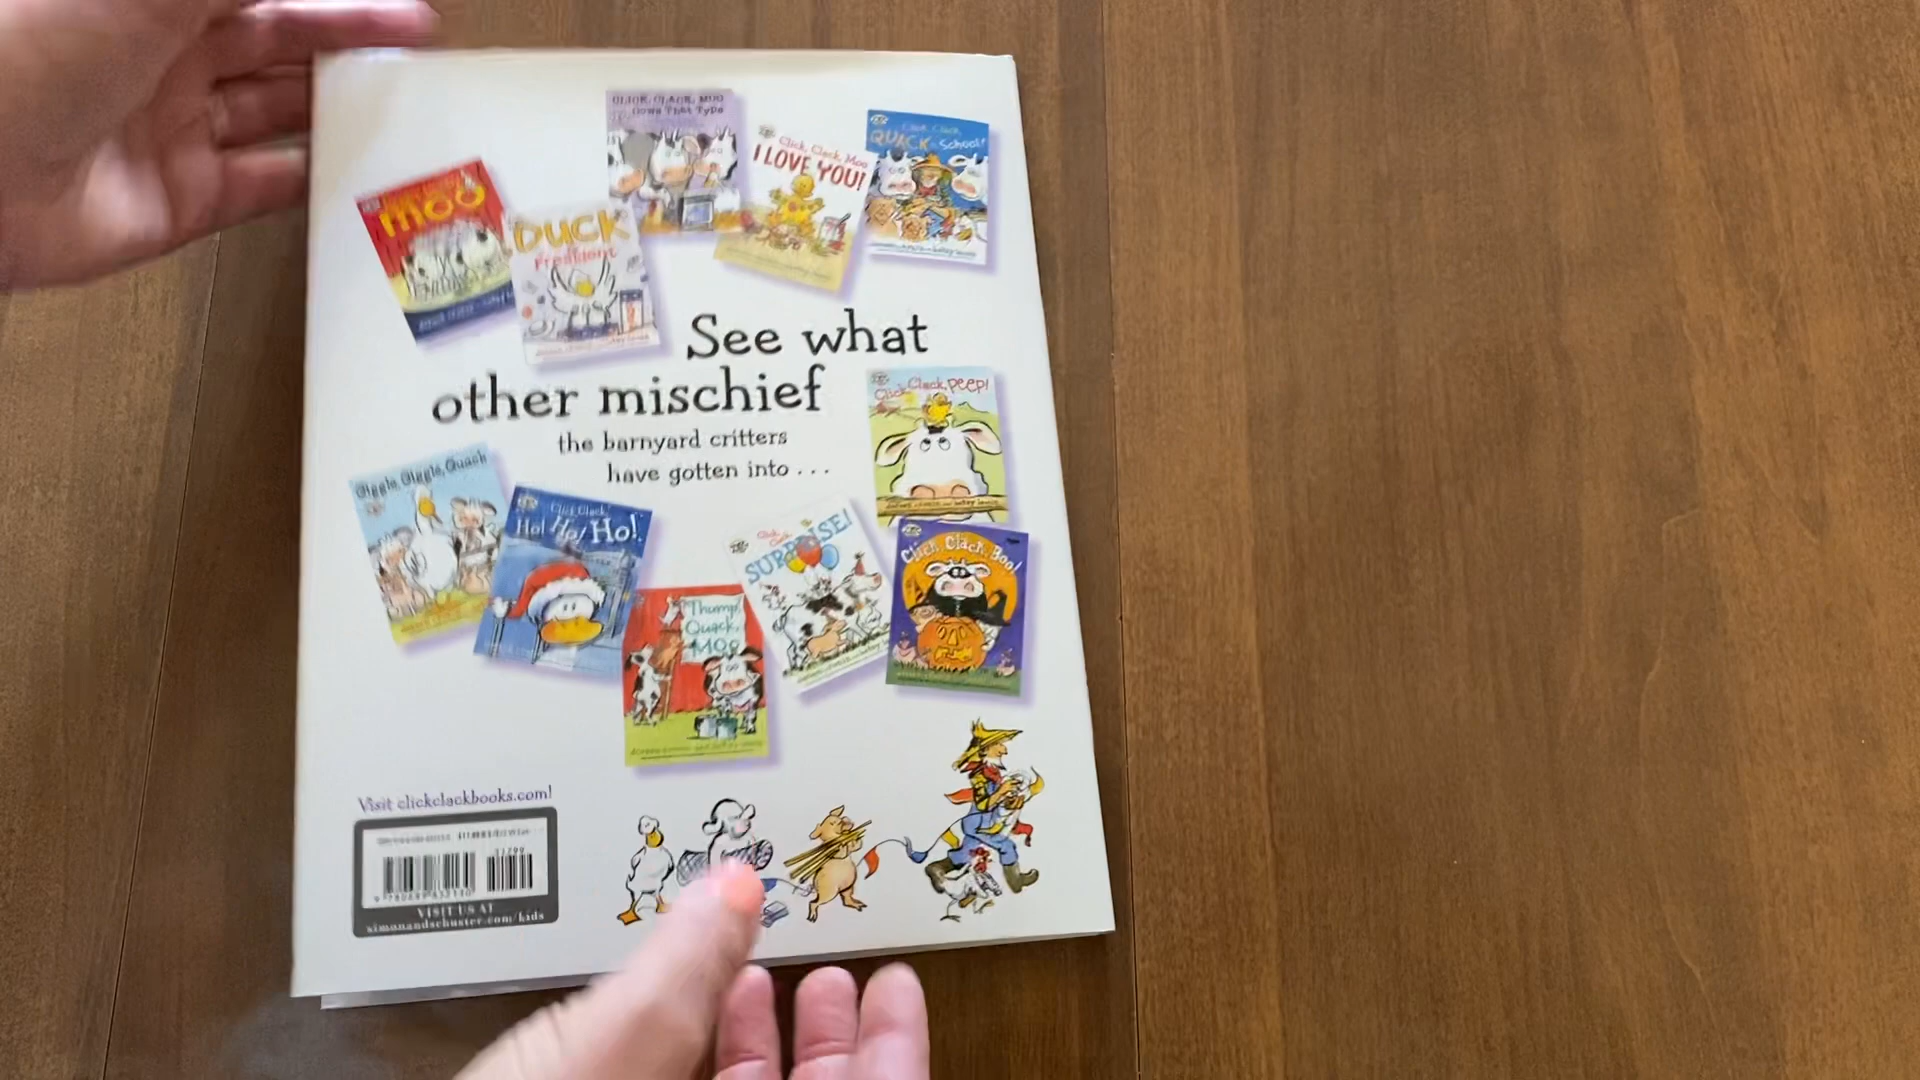 CLICK, CLACK, MOO
Cows That Type
Click, Clack, Moo
I LOVE YOU!
Click, Clack,
QUACK to School!
MOO
DUCK
for President
See what
other mischief
the barnyard critters
have gotten into . . .
Click, Clack, PEEP!
Giggle, Giggle, Quack
Click, Clack,
Ho! Ho! Ho!
Click, Clack,
SURPRISE!
Click, Clack, Boo!
Thump,
Quack,
Moo
Visit clickclackbooks.com!
VISIT US AT
simonandschuster.com/kids